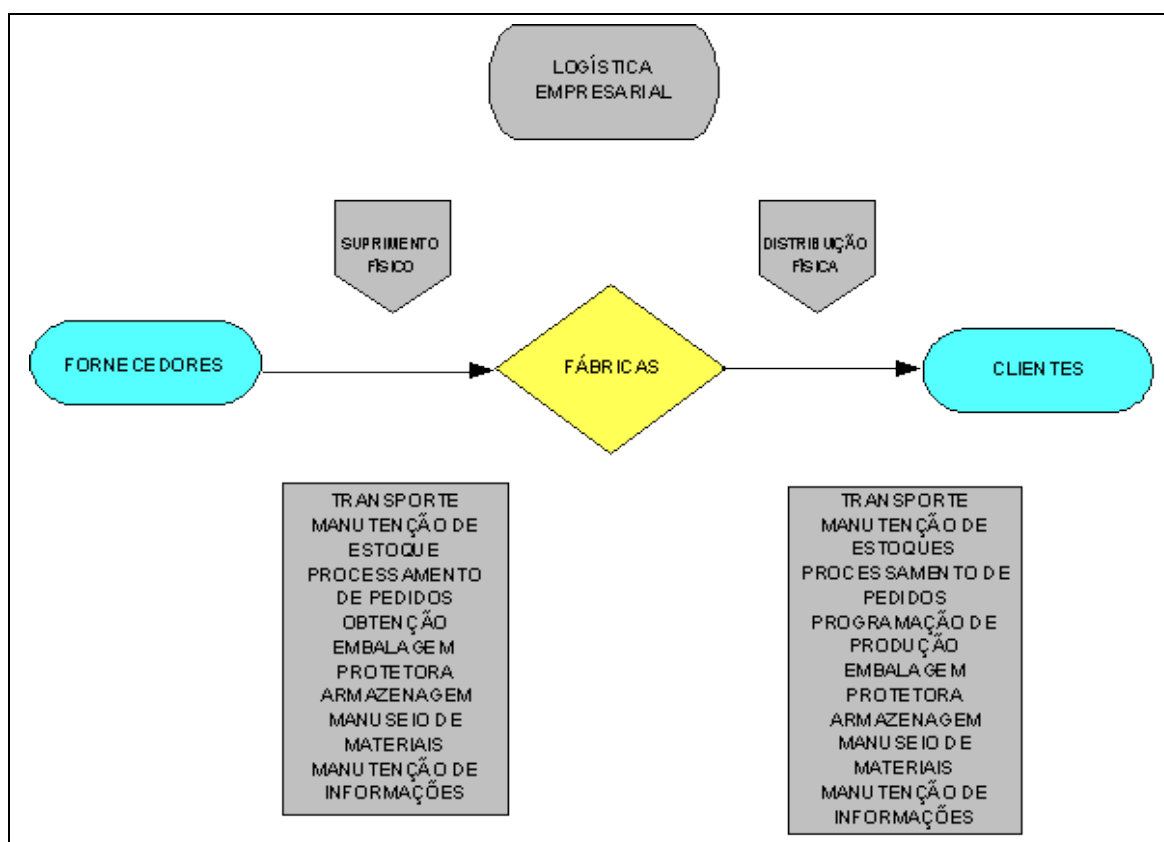 LOGÍSTICA
EMPRESARIAL
SUPRIMENTO
FÍSICO
DISTRIBUIÇÃO
FÍSICA
FORNECEDORES
FÁBRICAS
CLIENTES
TRANSPORTE
MANUTENÇÃO DE
ESTOQUE
PROCESSAMENTO
DE PEDIDOS
OBTENÇÃO
EMBALAGEM
PROTETORA
ARMAZENAGEM
MANUSEIO DE
MATERIAIS
MANUTENÇÃO DE
INFORMAÇÕES
TRANSPORTE
MANUTENÇÃO DE
ESTOQUES
PROCESSAMENTO DE
PEDIDOS
PROGRAMAÇÃO DE
PRODUÇÃO
EMBALAGEM
PROTETORA
ARMAZENAGEM
MANUSEIO DE
MATERIAIS
MANUTENÇÃO DE
INFORMAÇÕES